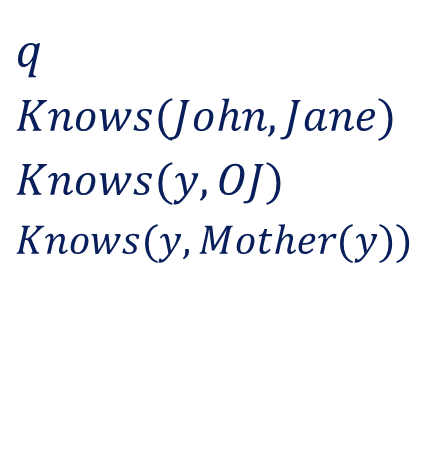 q
Knows(John, Jane)
Knows(y, OJ)
Knows(y, Mother(y))